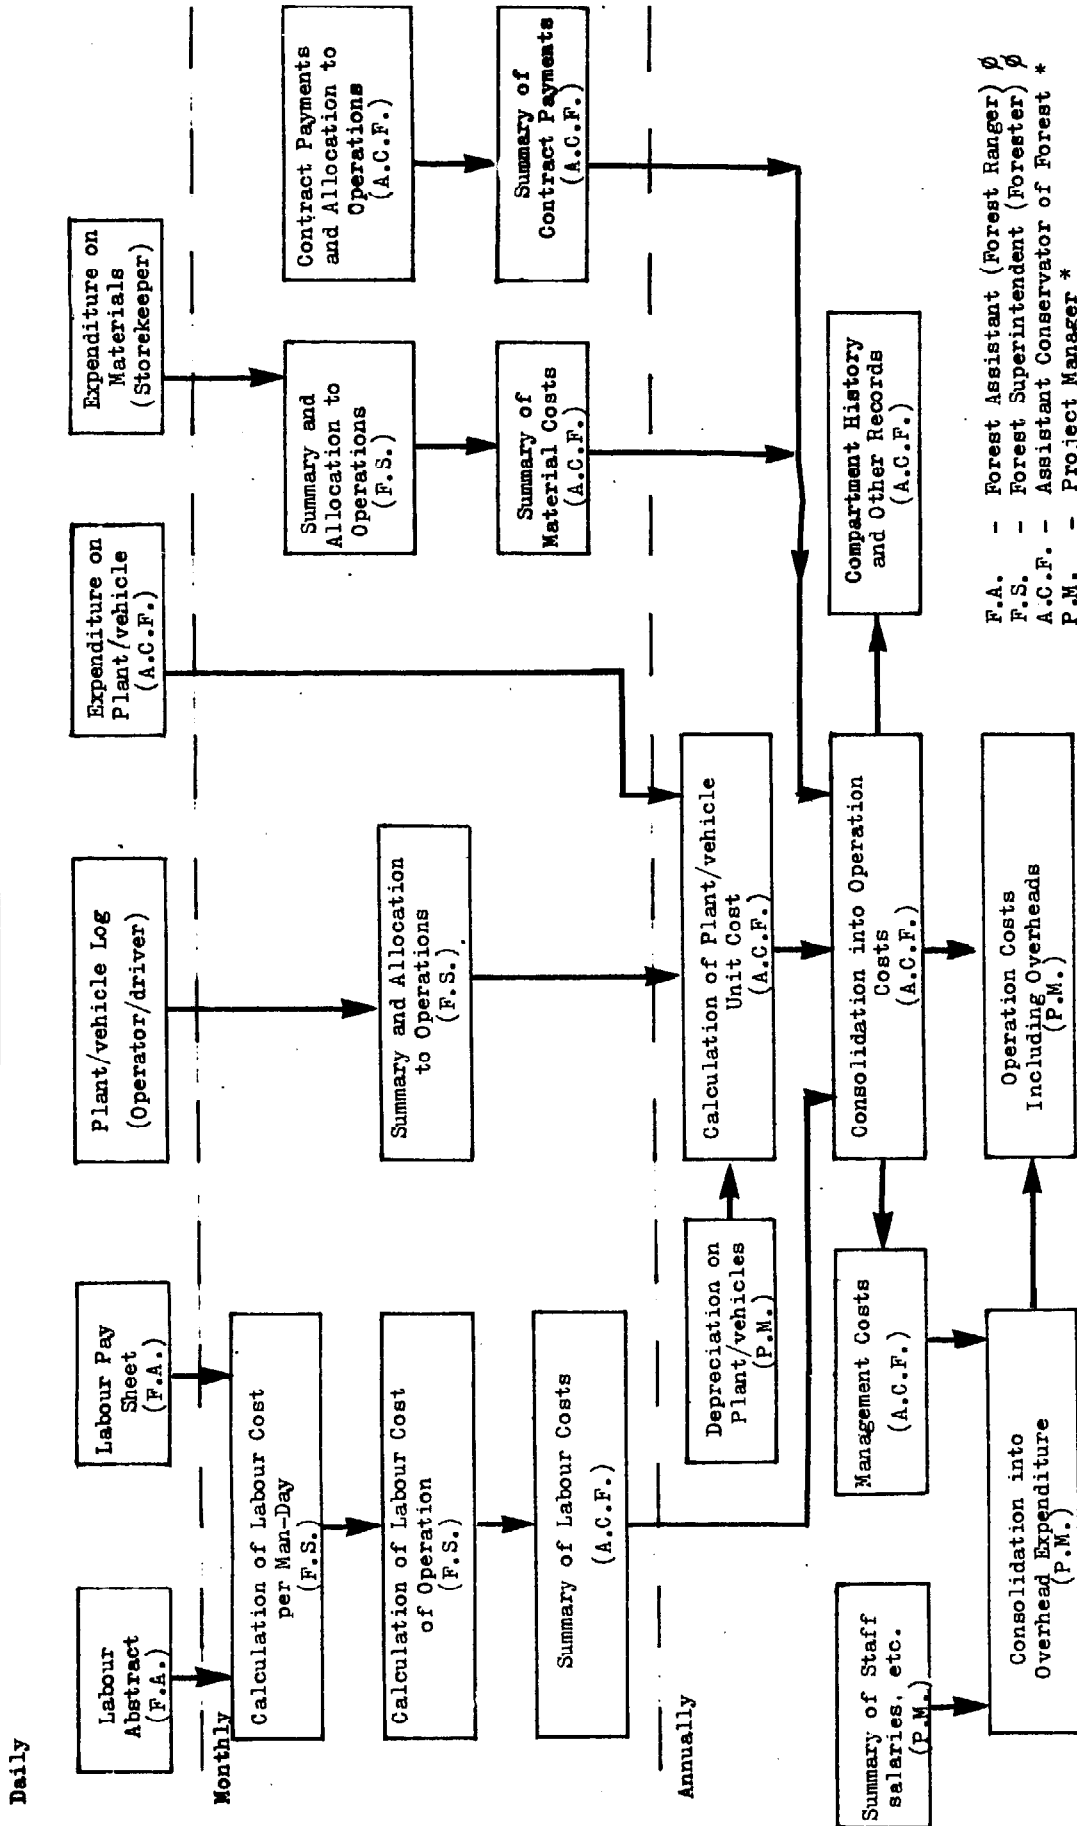 Daily
Labour
Abstract
(F.A.)
Labour Pay
Sheet
(F.A.)
Plant/vehicle Log
(Operator/driver)
Expenditure on
Plant/vehicle
(A.C.F.)
Expenditure on
Materials
(Storekeeper)
Monthly
Calculation of Labour Cost
per Man-Day
(F.S.)
Calculation of Labour Cost
of Operation
(F.S.)
Summary of Labour Costs
(A.C.F.)
Summary and Allocation
to Operations
(F.S.).
Summary and
Allocation to
Operations
(F.S.)
Summary of
Material Costs
(A.C.F.)
Contract Payments
and Allocation to
Operations
(A.C.F.)
Summary of
Contract Payments
(A.C.F.)
Annually
Depreciation on
Plant/vehicles
(P.M.)
Calculation of Plant/vehicle
Unit Cost
(A.C.F.)
Summary of Staff
salaries, etc.
(P.M.)
Management Costs
(A.C.F.)
Consolidation into Operation
Costs
(A.C.F.)
Compartment History
and Other Records
(A.C.F.)
Consolidation into
Overhead Expenditure
(P.M.)
Operation Costs
Including Overheads
(P.M.)
F.A. - Forest Assistant (Forest Ranger) Ø
F.S. - Forest Superintendent (Forester) Ø
A.C.F. - Assistant Conservator of Forest *
P.M. - Project Manager *